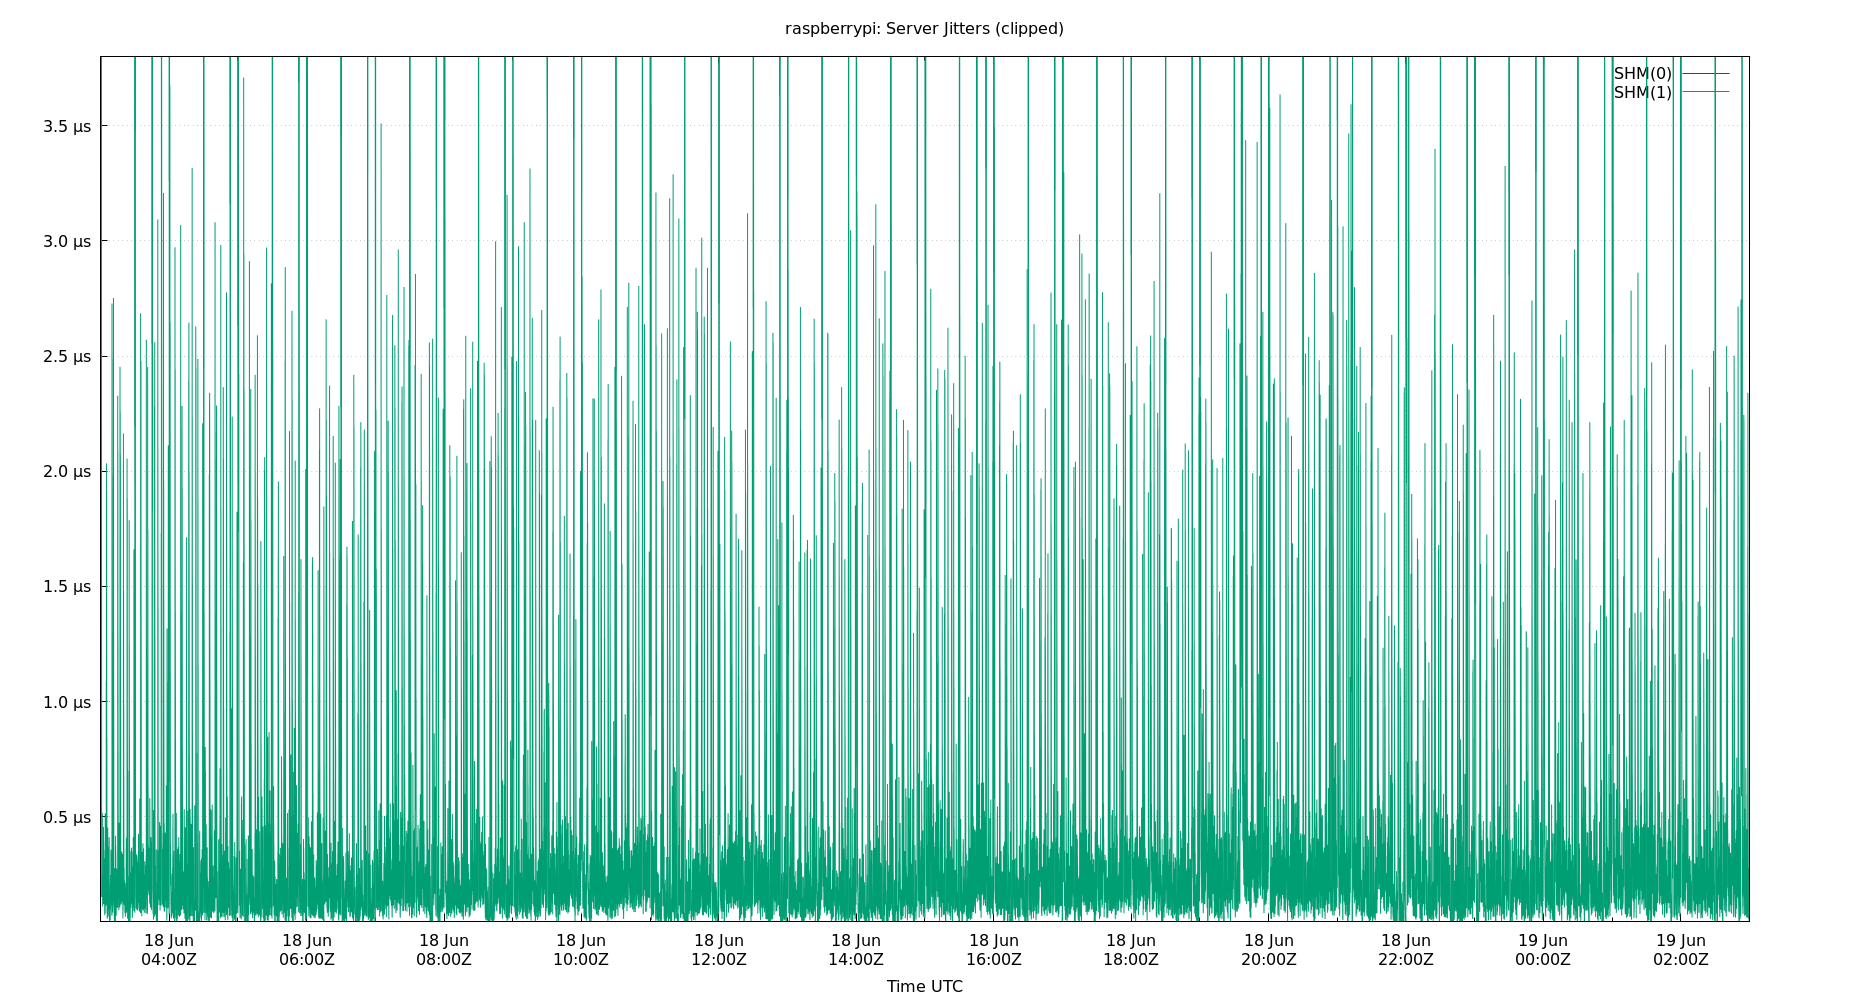 raspberrypi: Server Jitters (clipped)
SHM(0)
SHM(1)
3.5 µs
3.0 µs
2.5 µs
2.0 µs
1.5 µs
1.0 µs
0.5 µs
18 Jun 18 Jun 18 Jun 18 Jun 18 Jun 18 Jun 18 Jun 18 Jun 18 Jun 18 Jun 19 Jun 19 Jun
04:00Z 06:00Z 08:00Z 10:00Z 12:00Z 14:00Z 16:00Z 18:00Z 20:00Z 22:00Z 00:00Z 02:00Z
Time UTC